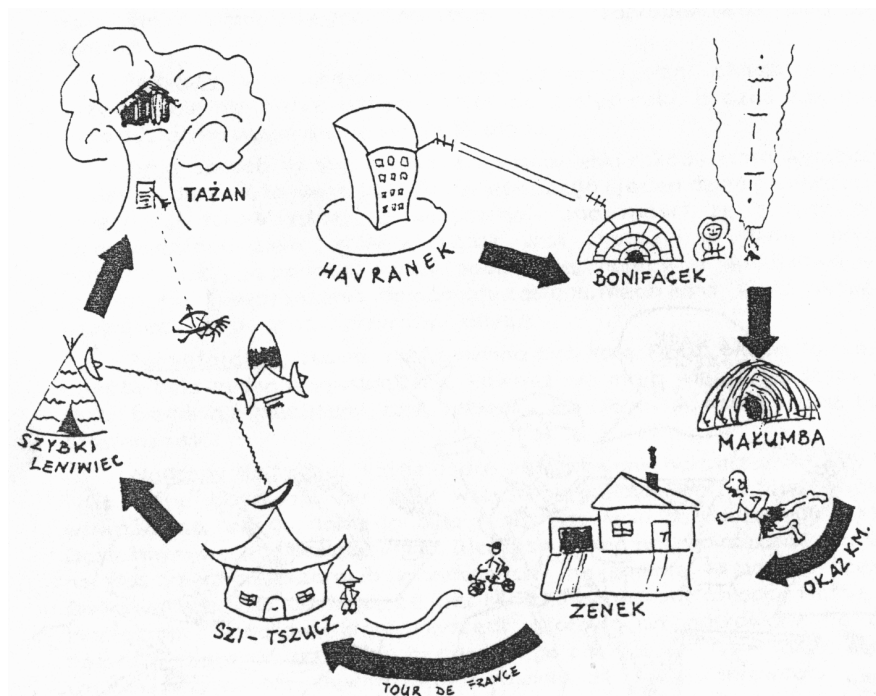 TAŻAN
HAVRANEK
BONIFACEK
MAKUMBA
OK. 42 KM.
ZENEK
TOUR DE FRANCE
SZI-TSZUCZ
SZYBKI
LENIWIEC